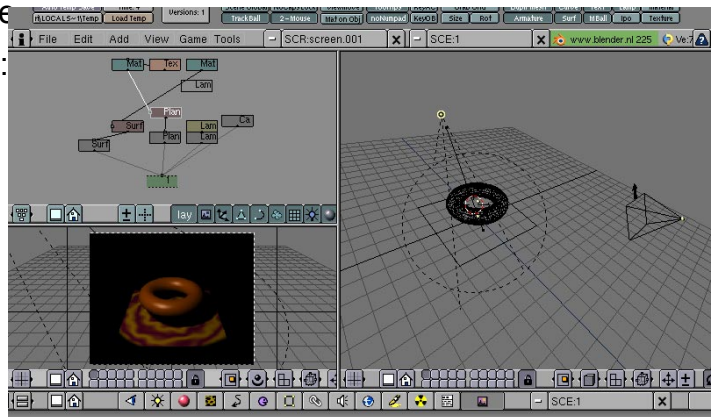 e
:
Load Temp
Versions: 1
TrackBall 2-Mouse Mat on Obj noNumpad KeyOB Size Rot Armature Surf MBall Ipo Texture
File Edit Add View Game Tools SCR:screen.001 X SCE:1 X www.blender.nl 225 Ve:
Mat Tex Mat
Lam
Plan
Ca
Surf Lam
Surf Plan Lam
1
lay
SCE:1 X